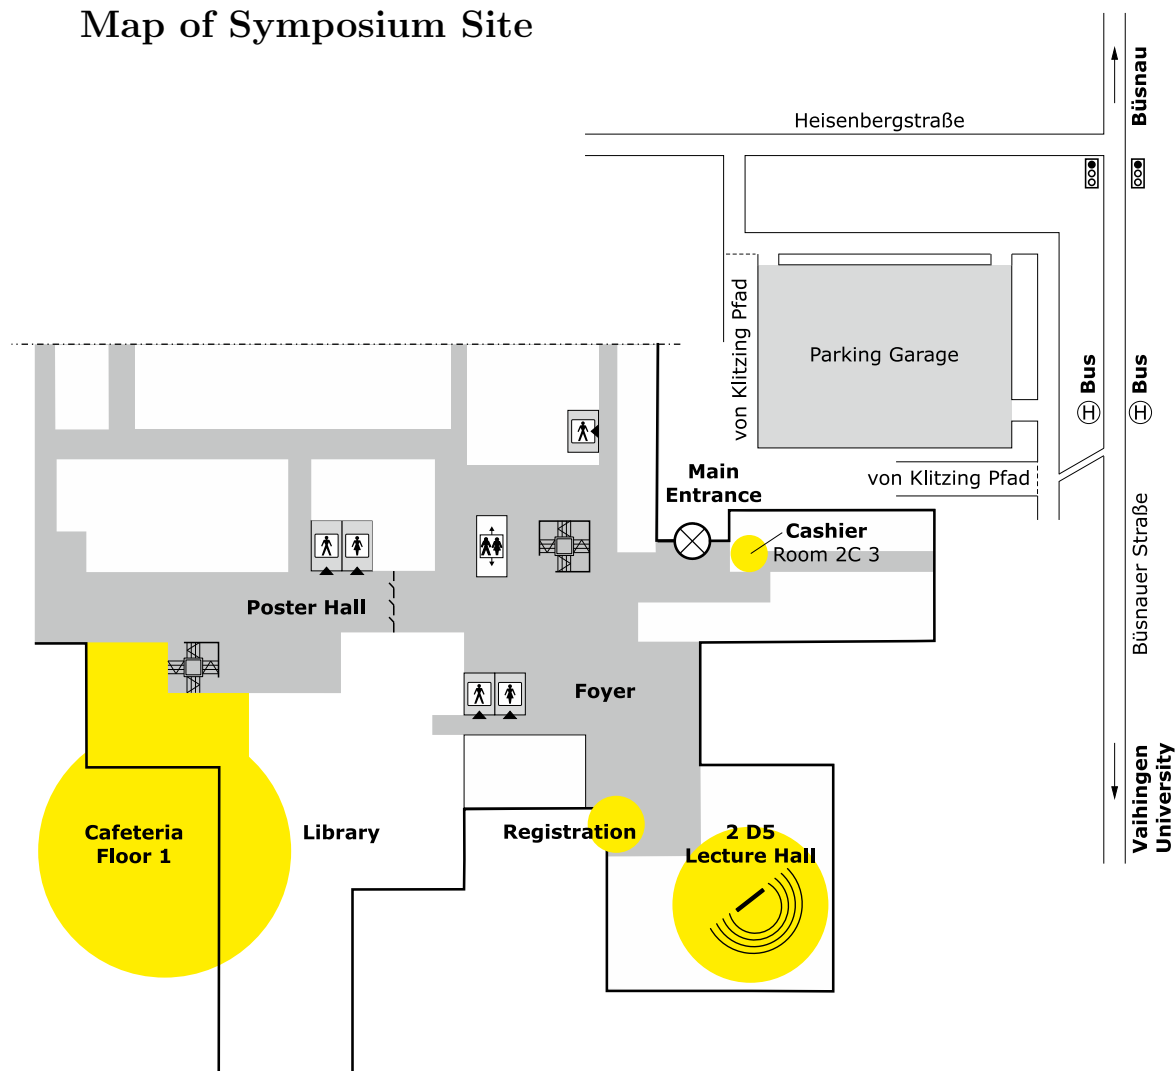 Map of Symposium Site
Büsnau
Heisenbergstraße
von Klitzing Pfad
Parking Garage
H Bus
H Bus
von Klitzing Pfad
Main
Entrance
Cashier
Room 2C 3
Büsnauer Straße
Poster Hall
Foyer
Vaihingen
University
Cafeteria
Floor 1
Library
Registration
2 D5
Lecture Hall